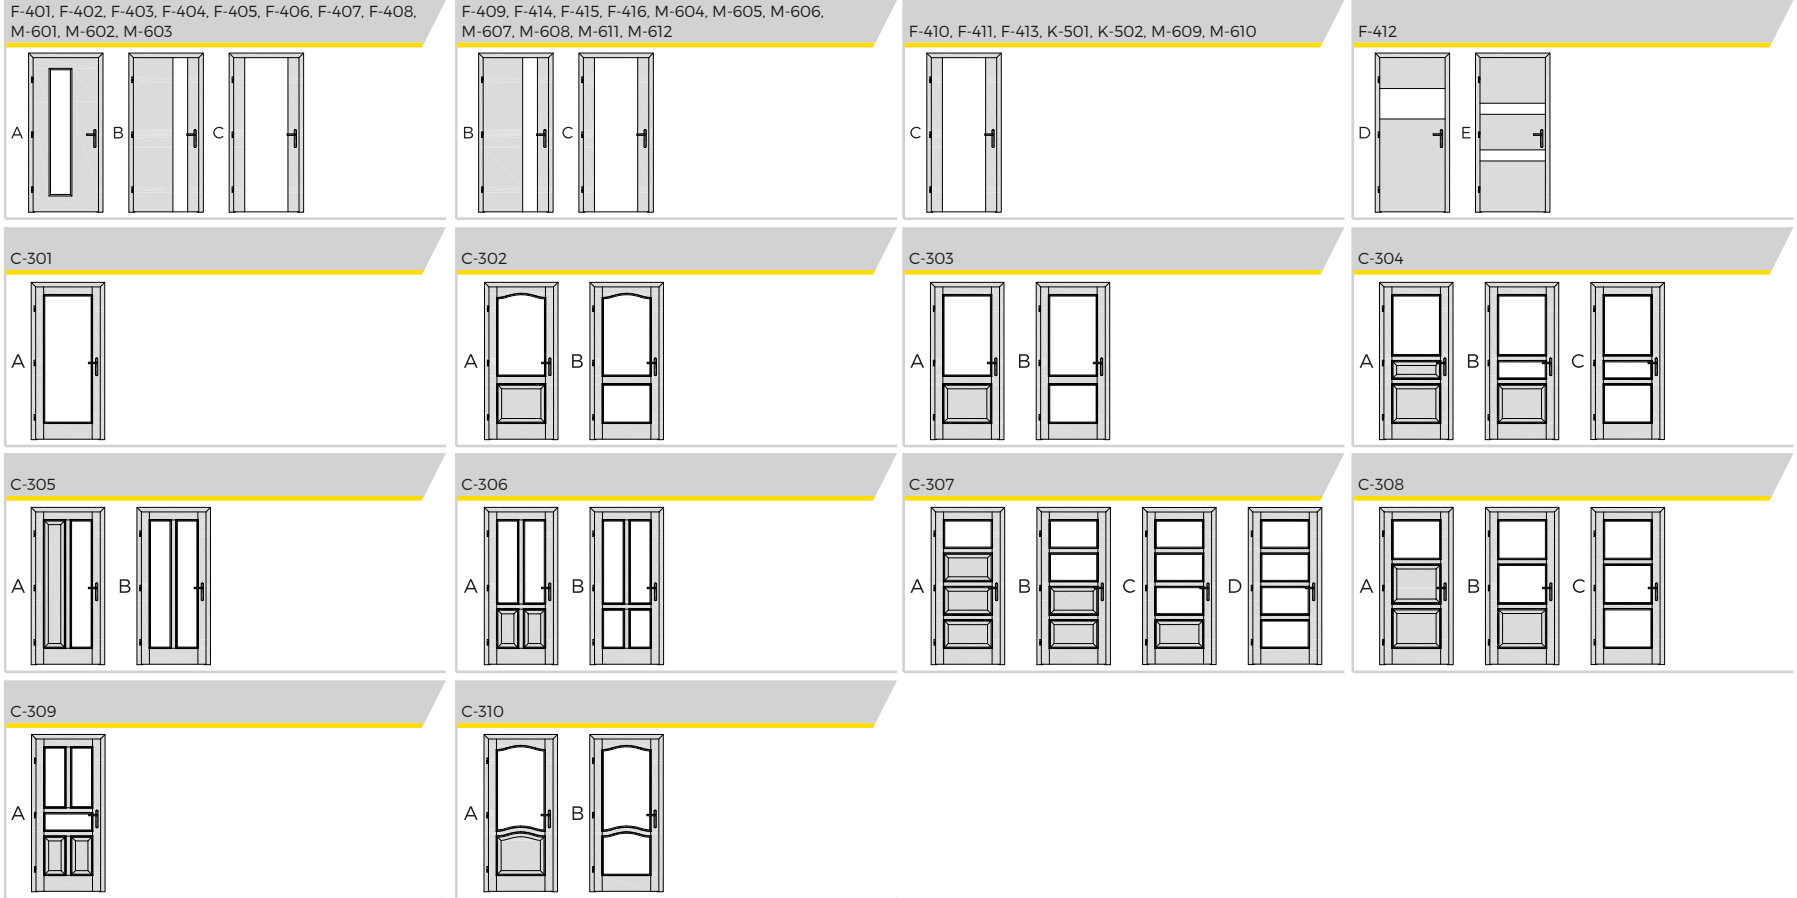 F-401, F-402, F-403, F-404, F-405, F-406, F-407, F-408,
M-601, M-602, M-603
A
B
C
F-409, F-414, F-415, F-416, M-604, M-605, M-606,
M-607, M-608, M-611, M-612
B
C
F-410, F-411, F-413, K-501, K-502, M-609, M-610
C
F-412
D
E
C-301
A
C-302
A
B
C-303
A
B
C-304
A
B
C
C-305
A
B
C-306
A
B
C-307
A
B
C
D
C-308
A
B
C
C-309
A
C-310
A
B